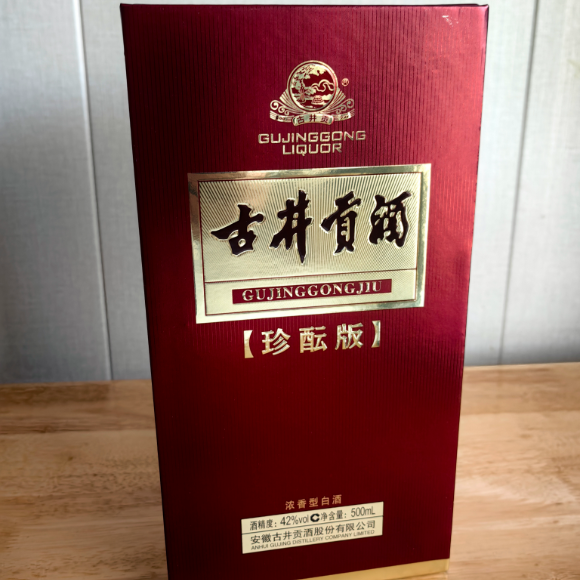 古井贡
®
GUJINGGONG
LIQUOR
古井贡酒
GUJINGGONGJIU
【珍酝版】
浓香型白酒
酒精度：42%vol C净含量：500mL
安徽古井贡酒股份有限公司
ANHUI GUJING DISTILLERY COMPANY LIMITED